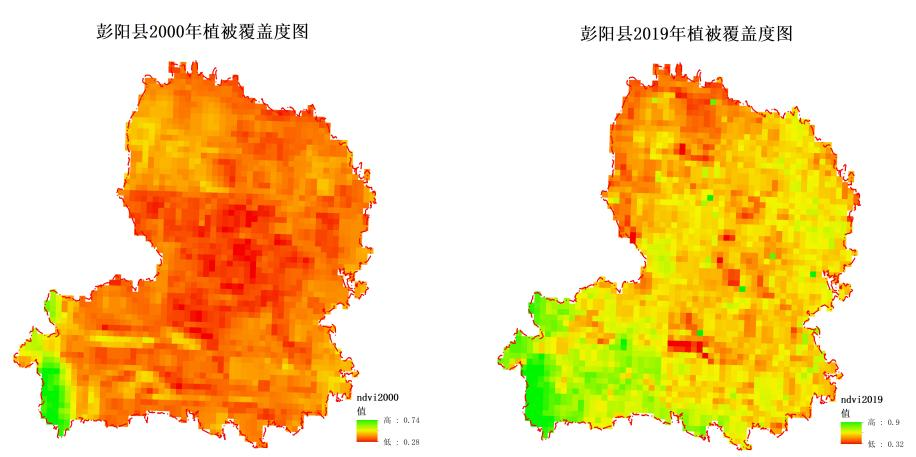 彭阳县2000年植被覆盖度图
ndvi2000
值
高 : 0.74
低 : 0.28
彭阳县2019年植被覆盖度图
ndvi2019
值
高 : 0.9
低 : 0.32